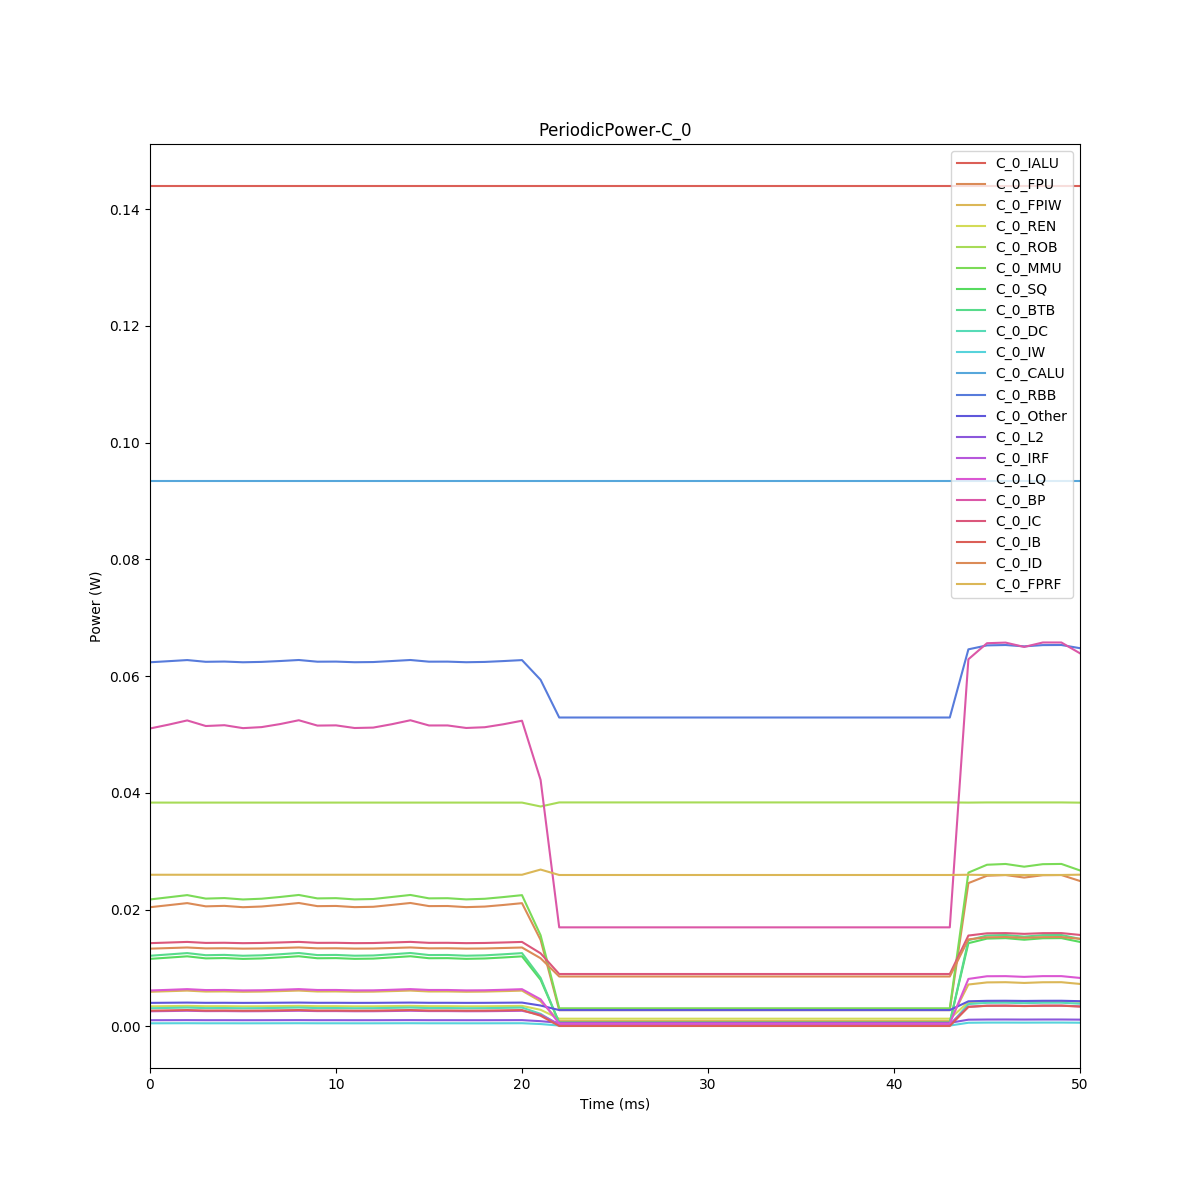 PeriodicPower-C_0
C_0_IALU
C_0_FPU
C_0_FPIW
C_0_REN
C_0_ROB
C_0_MMU
C_0_SQ
C_0_BTB
C_0_DC
C_0_IW
C_0_CALU
C_0_RBB
C_0_Other
C_0_L2
C_0_IRF
C_0_LQ
C_0_BP
C_0_IC
C_0_IB
C_0_ID
C_0_FPRF
0.14
0.12
0.10
0.08
0.06
0.04
0.02
0.00
Power (W)
0 10 20 30 40 50
Time (ms)